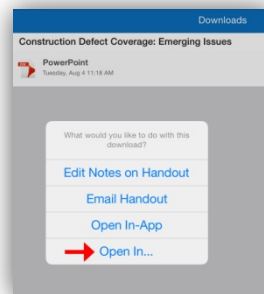 Downloads
Construction Defect Coverage: Emerging Issues
PowerPoint
Tuesday, Aug 4 11:18 AM
What would you like to do with this
download?
Edit Notes on Handout
Email Handout
Open In-App
Open In...